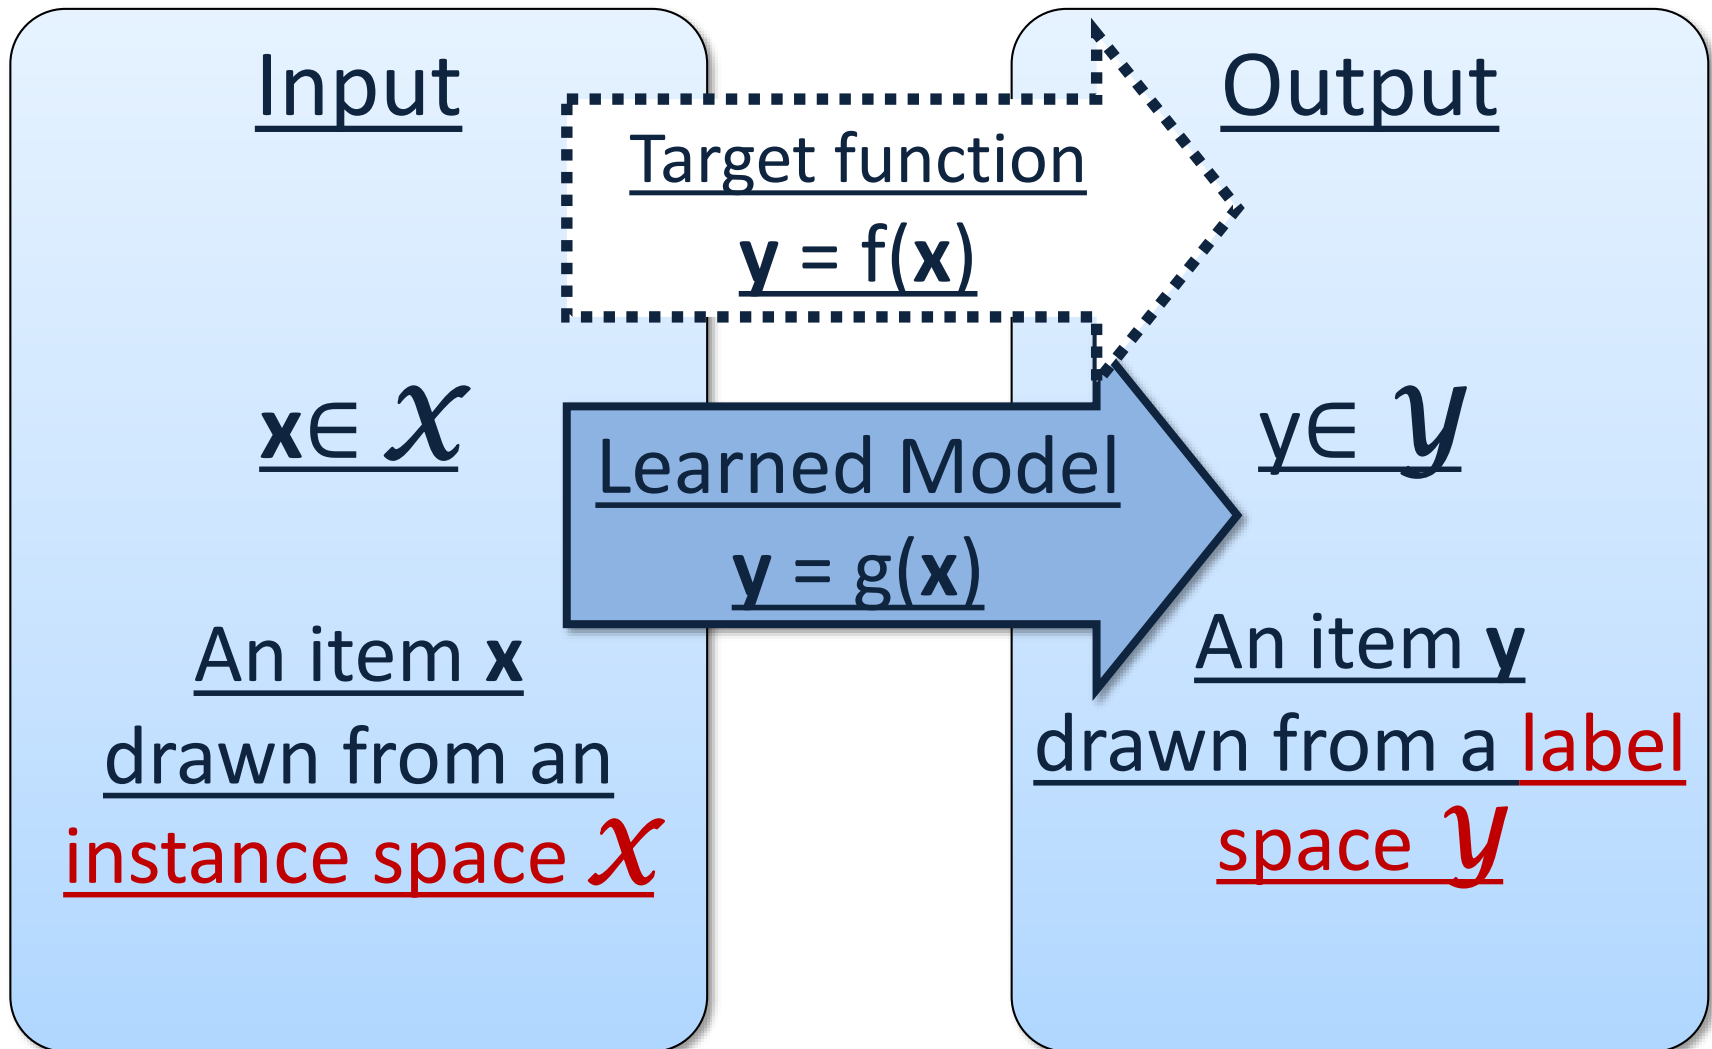 Input
x∈ 𝒳
An item x
drawn from an
instance space 𝒳
Target function
y = f(x)
Learned Model
y = g(x)
Output
y∈ 𝒴
An item y
drawn from a label
space 𝒴